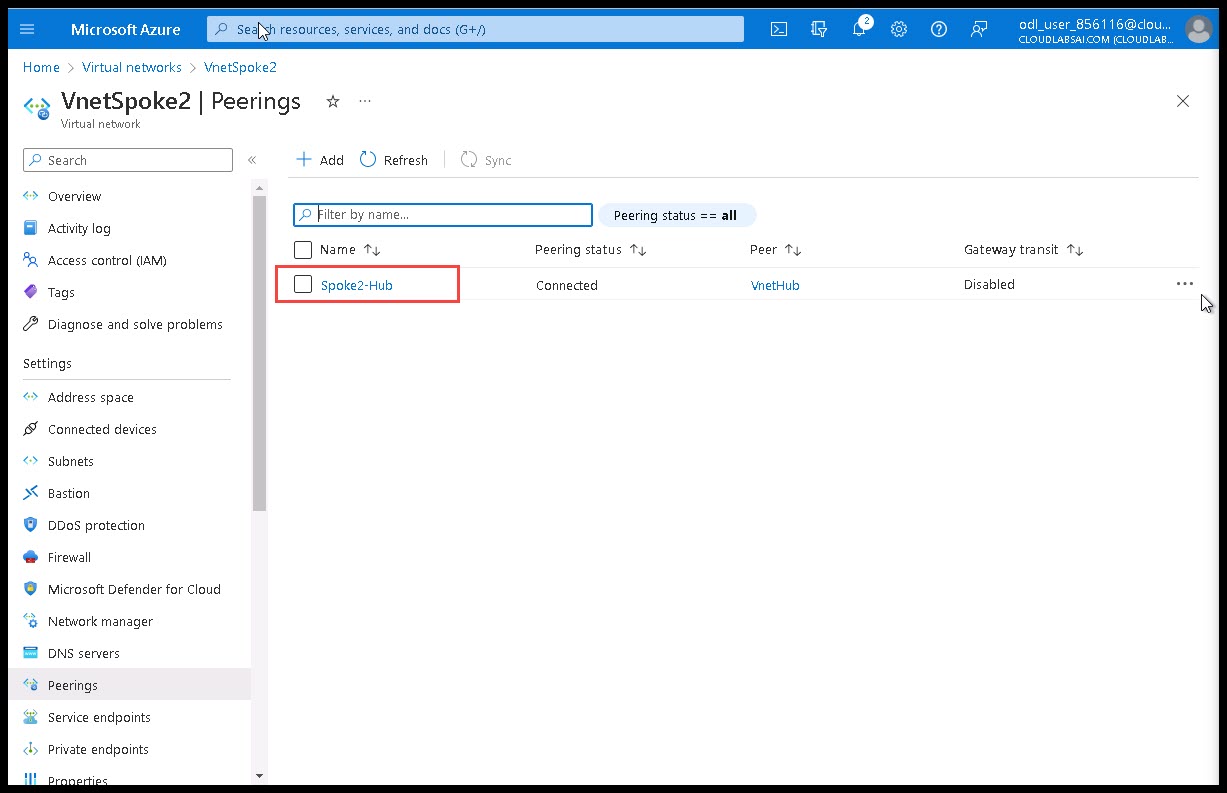 Microsoft Azure
Search resources, services, and docs (G+/)
2
odl_user_856116@clou...
CLOUDLABSAI.COM (CLOUDLAB...
Home > Virtual networks > VnetSpoke2
VnetSpoke2 | Peerings
Virtual network
Search
«
Add
Refresh
Sync
Overview
Activity log
Access control (IAM)
Tags
Diagnose and solve problems
Settings
Address space
Connected devices
Subnets
Bastion
DDoS protection
Firewall
Microsoft Defender for Cloud
Network manager
DNS servers
Peerings
Service endpoints
Private endpoints
Properties
Filter by name...
Peering status == all
Name Peering status Peer Gateway transit
Spoke2-Hub Connected VnetHub Disabled